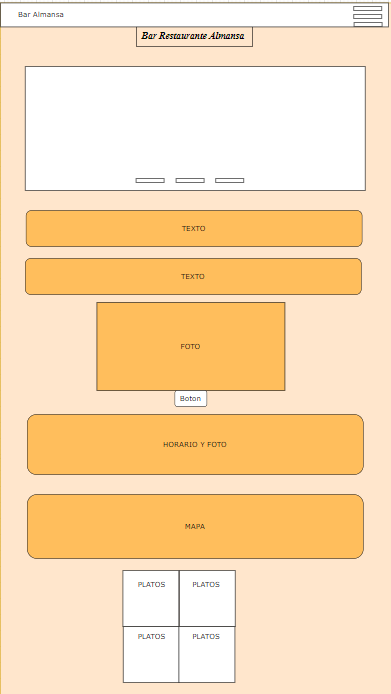 Bar Almansa
Bar Restaurante Almansa
TEXTO
TEXTO
FOTO
Boton
HORARIO Y FOTO
MAPA
PLATOS PLATOS
PLATOS PLATOS